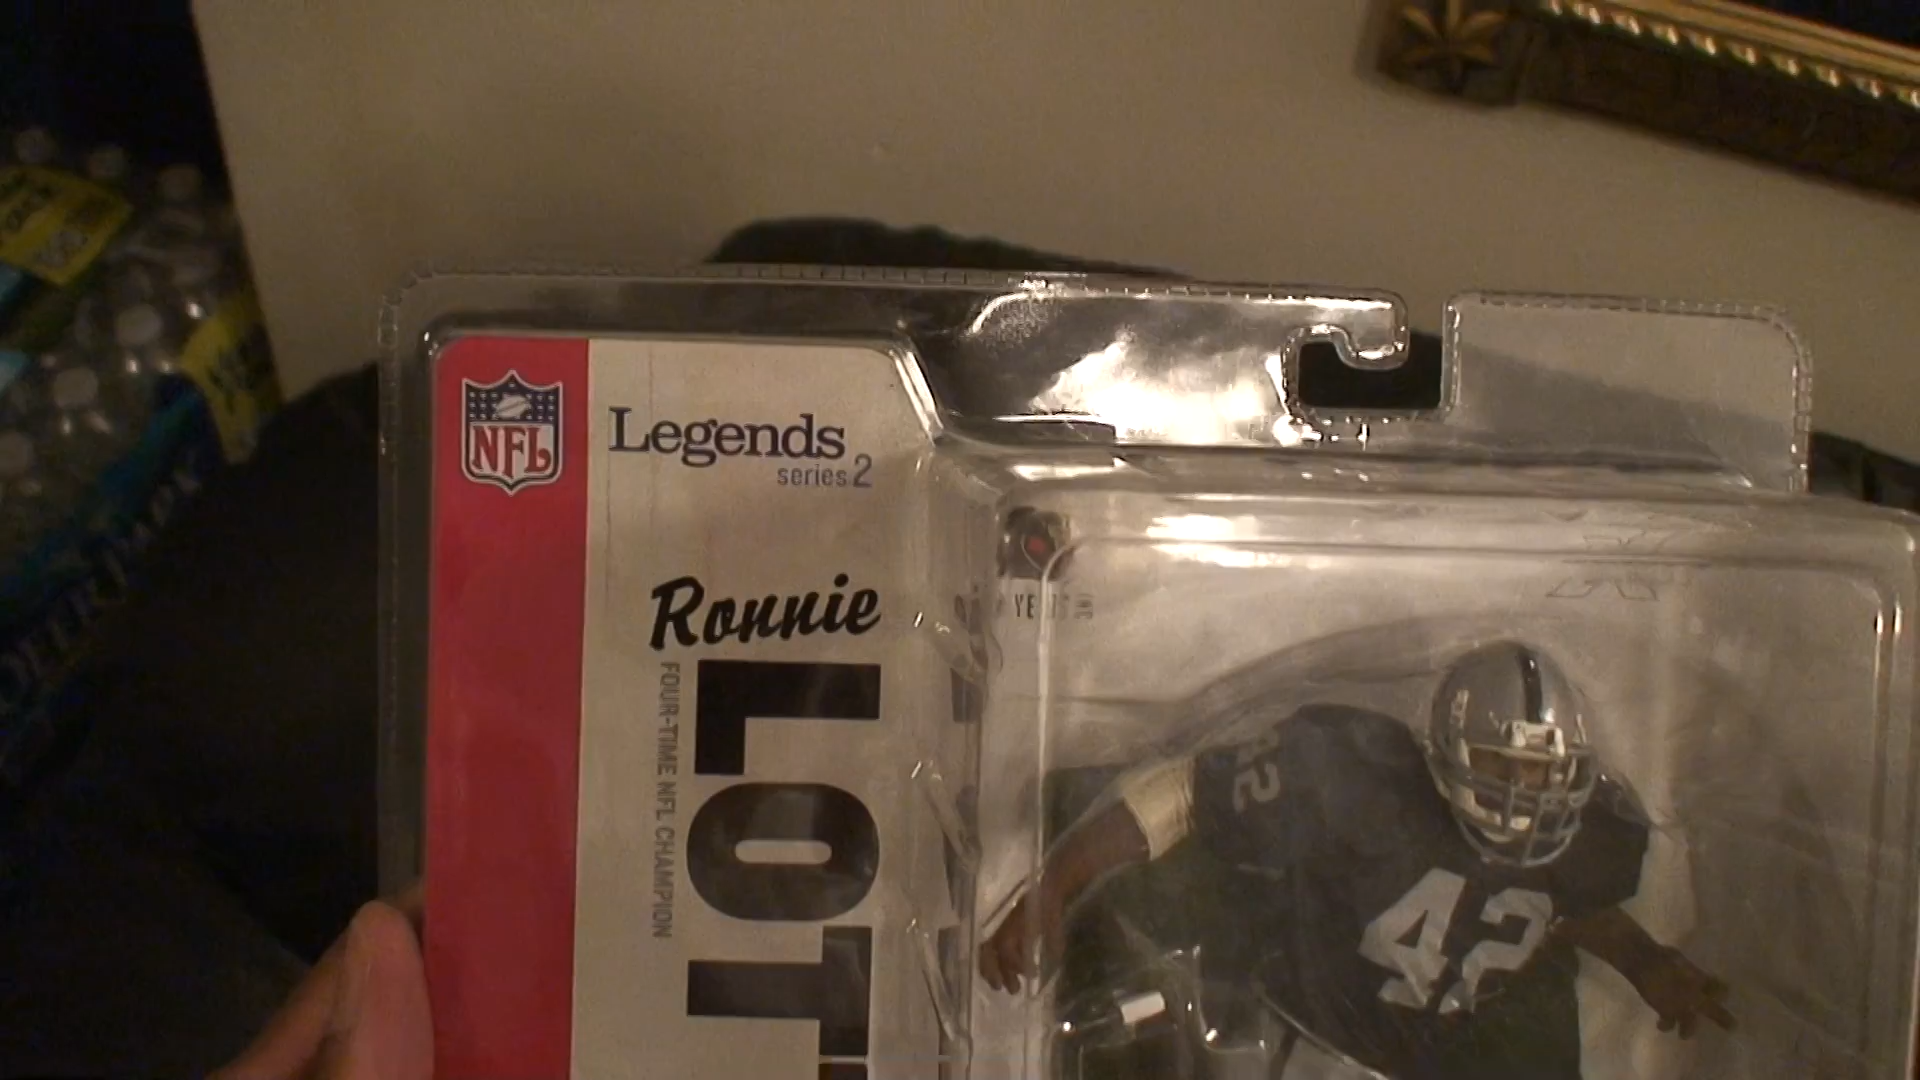 NFL
Legends
series 2
Ronnie
LOT
FOUR-TIME NFL CHAMPION
42
42